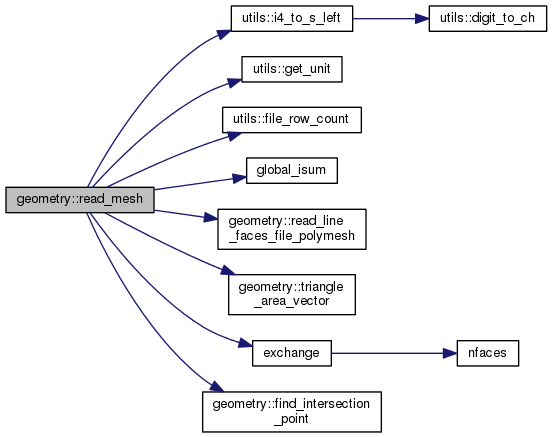 utils::i4_to_s_left
utils::digit_to_ch
utils::get_unit
utils::file_row_count
global_isum
geometry::read_mesh
geometry::read_line
_faces_file_polymesh
geometry::triangle
_area_vector
exchange
nfaces
geometry::find_intersection
_point